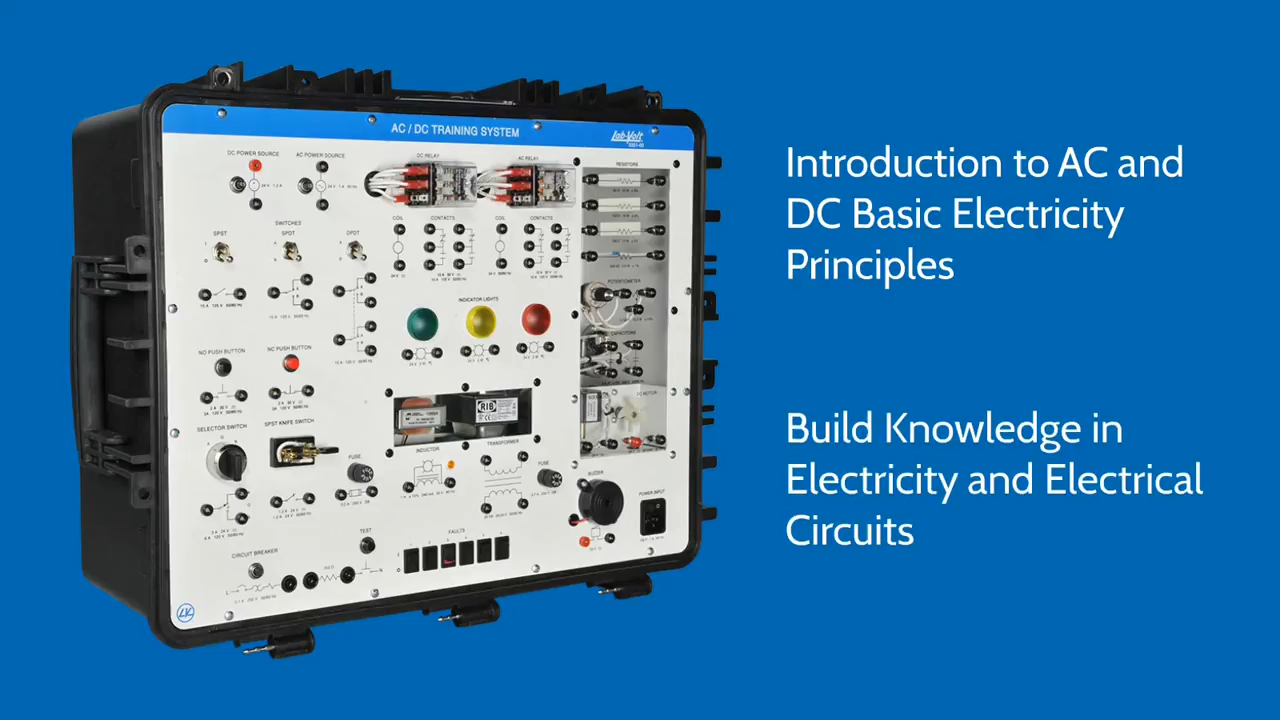 AC / DC TRAINING SYSTEM
Lab-Volt
DC POWER SOURCE
AC POWER SOURCE
DC RELAY
AC RELAY
RESISTORS
COIL
CONTACTS
COIL
CONTACTS
SWITCHES
SPST
SPDT
DPDT
POTENTIOMETER
INDICATOR LIGHTS
CAPACITORS
NO PUSH BUTTON
NC PUSH BUTTON
SELECTOR SWITCH
SPST KNIFE SWITCH
RIB
FUSE
INDUCTOR
TRANSFORMER
FUSE
BUZZER
POWER INPUT
TEST
FAULTS
CIRCUIT BREAKER
L
N
LV
Introduction to AC and
DC Basic Electricity
Principles
Build Knowledge in
Electricity and Electrical
Circuits